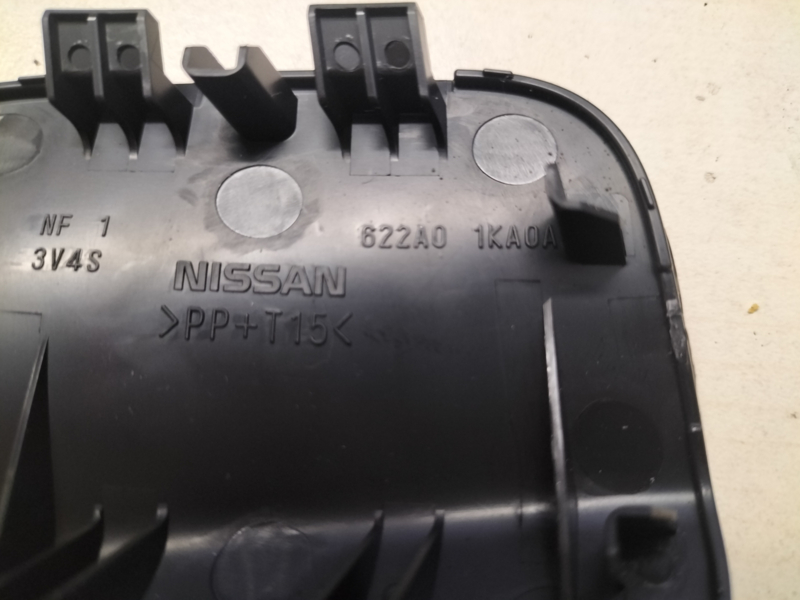 NF 1
3V4S
622A0 1KA0A
NISSAN
>PP+T15<